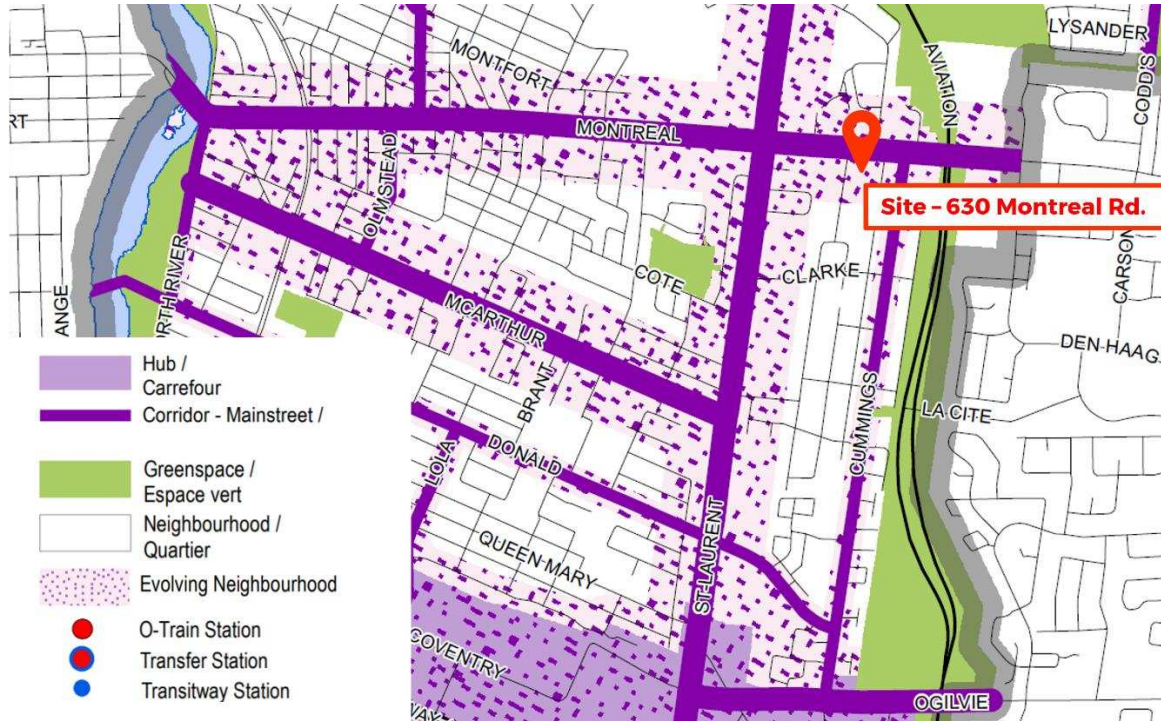 LYSANDER
MONTFORT
AVIATION
CODD'S
RT
MONTREAL
OLMSTEAD
Site – 630 Montreal Rd.
CARSON
CLARKE
COTE
ANGE
ORTH RIVER
MCARTHUR
DEN HAAG
BRANT
CUMMINGS
LA CITE
LOLA
DONALD
QUEEN MARY
ST-LAURENT
COVENTRY
OGILVIE
WAY
Hub /
Carrefour
Corridor - Mainstreet /
Greenspace /
Espace vert
Neighbourhood /
Quartier
Evolving Neighbourhood
O-Train Station
Transfer Station
Transitway Station